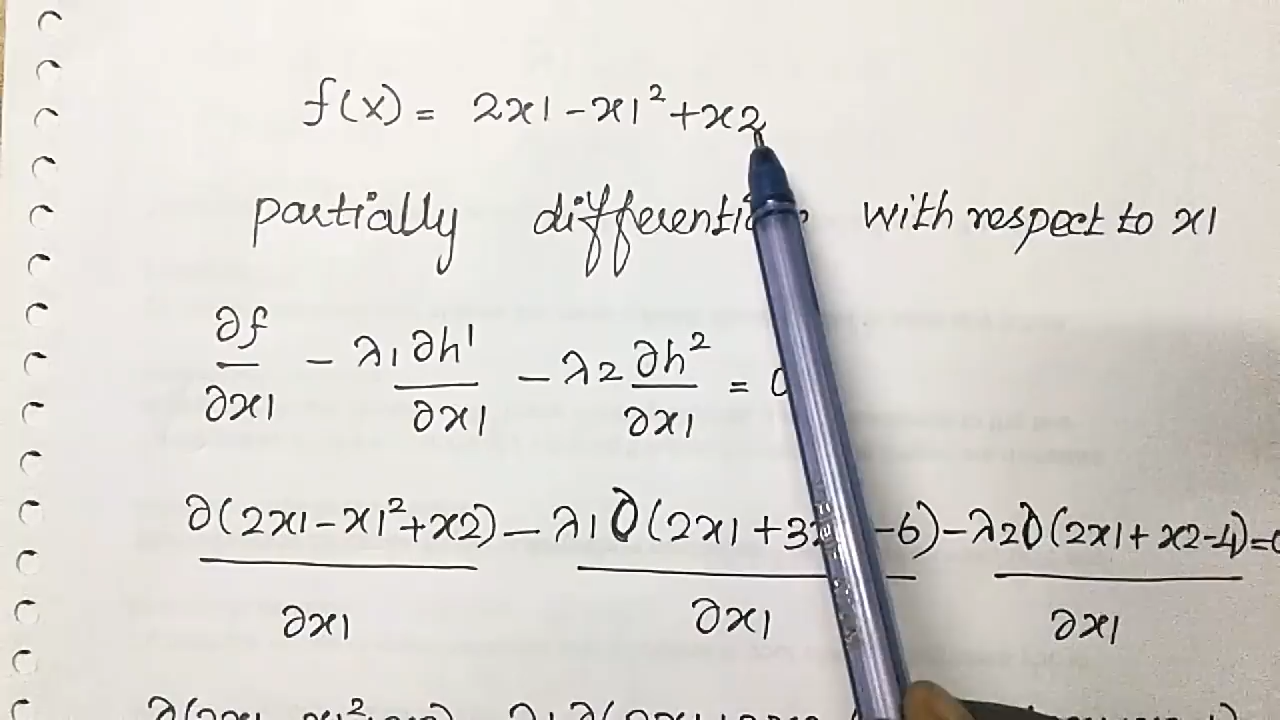 f(x) = 2x1 - x1² + x2
partially with respect to x1
∂f/∂x1 - λ1 ∂h¹/∂x1 - λ2 ∂h²/∂x1 =
∂(2x1 - x1² + x2)/∂x1 - λ1 ∂(2x1 + 3 - 6)/∂x1 - λ2 ∂(2x1 + x2 - 4)/∂x1 = 0